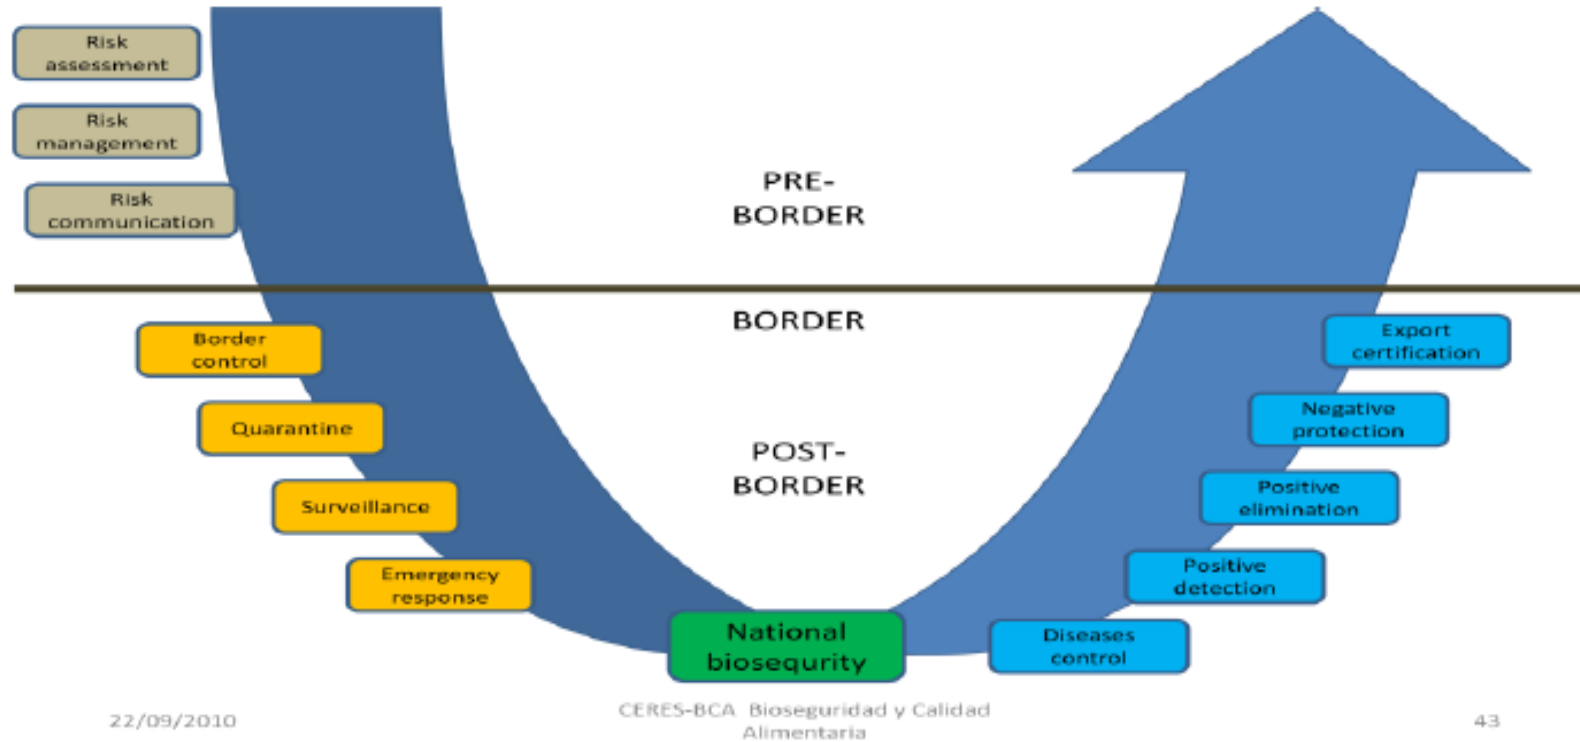 Risk
assessment
Risk
management
Risk
communication
PRE-
BORDER
BORDER
Border
control
Quarantine
Surveillance
Emergency
response
POST-
BORDER
National
biosequrity
Export
certification
Negative
protection
Positive
elimination
Positive
detection
Diseases
control
22/09/2010
CERES-BCA Bioseguridad y Calidad
Alimentaria
43